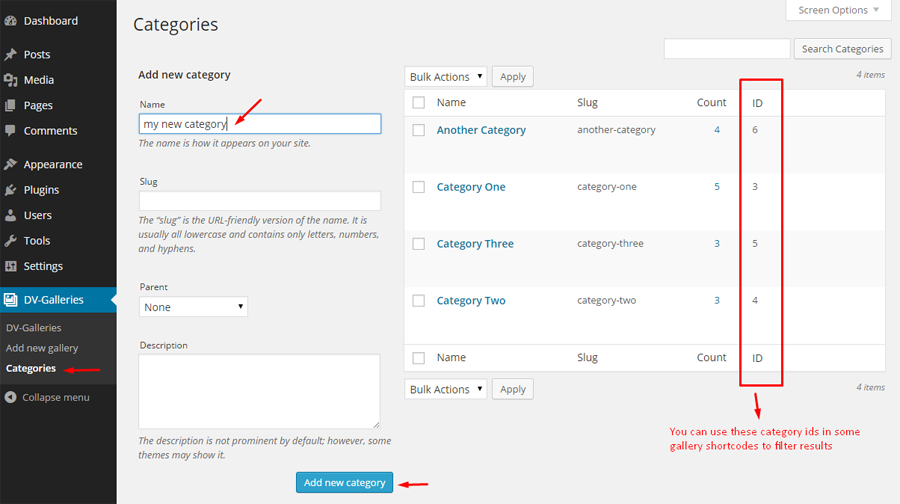 Dashboard
Posts
Media
Pages
Comments
Appearance
Plugins
Users
Tools
Settings
DV-Galleries
DV-Galleries
Add new gallery
Categories
Collapse menu
Screen Options
Categories
Search Categories
Add new category
Name
my new category
The name is how it appears on your site.
Slug
The “slug” is the URL-friendly version of the name. It is
usually all lowercase and contains only letters, numbers,
and hyphens.
Parent
None
Description
The description is not prominent by default; however, some
themes may show it.
Add new category
Bulk Actions Apply 4 items
Name Slug Count ID
Another Category another-category 4 6
Category One category-one 5 3
Category Three category-three 3 5
Category Two category-two 3 4
Name Slug Count ID
Bulk Actions Apply 4 items
You can use these category ids in some
gallery shortcodes to filter results